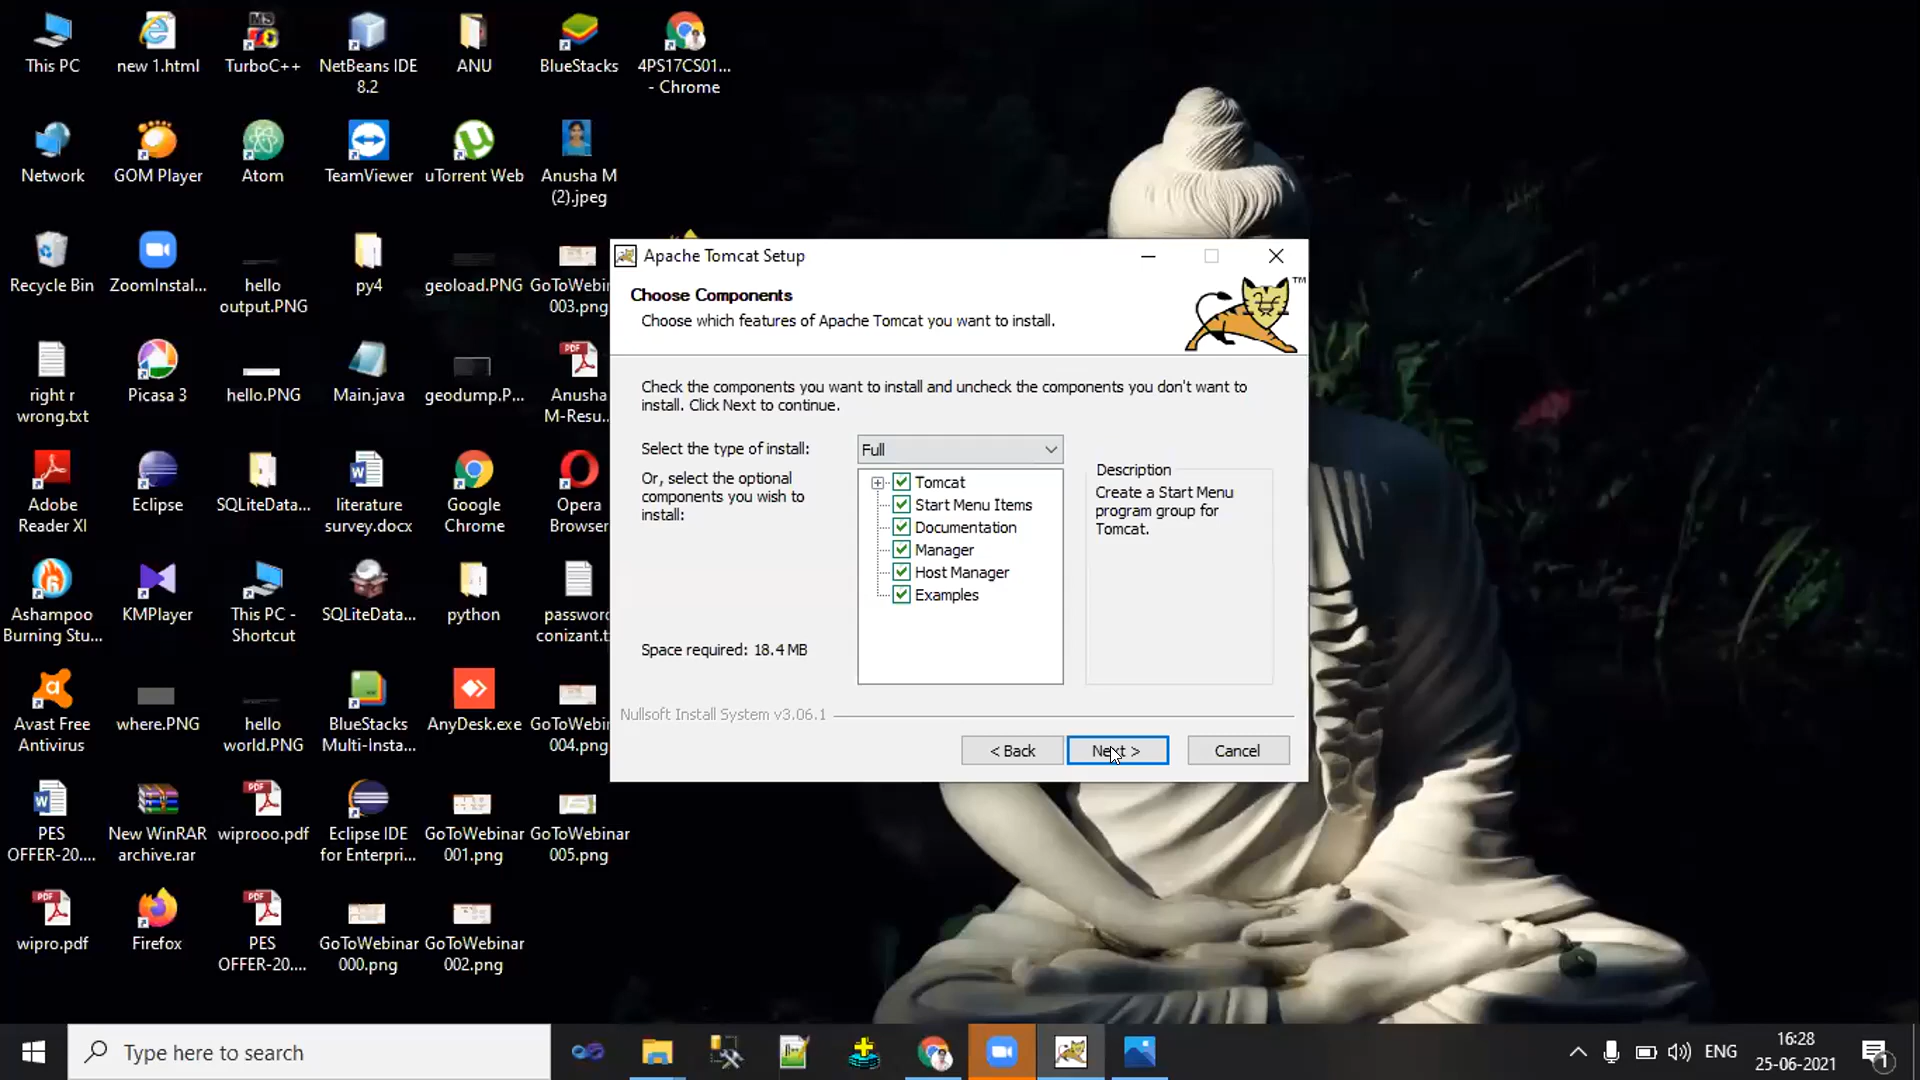 This PC
new 1.html
TurboC++
NetBeans IDE
8.2
ANU
BlueStacks
4PS17CS01...
- Chrome
Network
GOM Player
Atom
TeamViewer
uTorrent Web
Anusha M
(2).jpeg
Recycle Bin
ZoomInstal...
hello
output.PNG
py4
geoload.PNG
GoToWebinar
003.png
right r
wrong.txt
Picasa 3
hello.PNG
Main.java
geodump.P...
Anusha
M-Resu...
Adobe
Reader XI
Eclipse
SQLiteData...
literature
survey.docx
Google
Chrome
Opera
Browser
Ashampoo
Burning Stu...
KMPlayer
This PC -
Shortcut
SQLiteData...
python
password
conizant.t
Avast Free
Antivirus
where.PNG
hello
world.PNG
BlueStacks
Multi-Insta...
AnyDesk.exe
GoToWebin
004.png
PES
OFFER-20....
New WinRAR
archive.rar
wiprooo.pdf
Eclipse IDE
for Enterpri...
GoToWebinar
001.png
GoToWebinar
005.png
wipro.pdf
Firefox
PES
OFFER-20....
GoToWebinar
000.png
GoToWebinar
002.png
Apache Tomcat Setup
Choose Components
Choose which features of Apache Tomcat you want to install.
TM
Check the components you want to install and uncheck the components you don't want to
install. Click Next to continue.
Select the type of install:
Full
Or, select the optional
components you wish to
install:
Tomcat
Start Menu Items
Documentation
Manager
Host Manager
Examples
Description
Create a Start Menu
program group for
Tomcat.
Space required: 18.4 MB
Nullsoft Install System v3.06.1
< Back
Next >
Cancel
Type here to search
ENG
16:28
25-06-2021
1